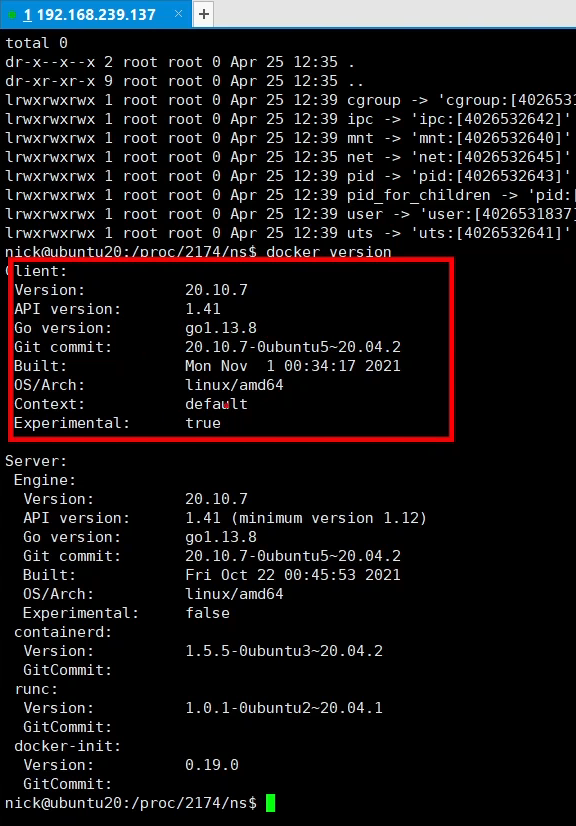 1 192.168.239.137 × +
total 0
dr-x--x--x 2 root root 0 Apr 25 12:35 .
dr-xr-xr-x 9 root root 0 Apr 25 12:35 ..
lrwxrwxrwx 1 root root 0 Apr 25 12:39 cgroup -> 'cgroup:[4026531
lrwxrwxrwx 1 root root 0 Apr 25 12:39 ipc -> 'ipc:[4026532642]'
lrwxrwxrwx 1 root root 0 Apr 25 12:39 mnt -> 'mnt:[4026532640]'
lrwxrwxrwx 1 root root 0 Apr 25 12:35 net -> 'net:[4026532645]'
lrwxrwxrwx 1 root root 0 Apr 25 12:39 pid -> 'pid:[4026532643]'
lrwxrwxrwx 1 root root 0 Apr 25 12:39 pid_for_children -> 'pid:[
lrwxrwxrwx 1 root root 0 Apr 25 12:39 user -> 'user:[4026531837]
lrwxrwxrwx 1 root root 0 Apr 25 12:39 uts -> 'uts:[4026532641]'
nick@ubuntu20:/proc/2174/ns$ docker version
Client:
Version: 20.10.7
API version: 1.41
Go version: go1.13.8
Git commit: 20.10.7-0ubuntu5~20.04.2
Built: Mon Nov  1 00:34:17 2021
OS/Arch: linux/amd64
Context: default
Experimental: true
Server:
Engine:
Version: 20.10.7
API version: 1.41 (minimum version 1.12)
Go version: go1.13.8
Git commit: 20.10.7-0ubuntu5~20.04.2
Built: Fri Oct 22 00:45:53 2021
OS/Arch: linux/amd64
Experimental: false
containerd:
Version: 1.5.5-0ubuntu3~20.04.2
GitCommit:
runc:
Version: 1.0.1-0ubuntu2~20.04.1
GitCommit:
docker-init:
Version: 0.19.0
GitCommit:
nick@ubuntu20:/proc/2174/ns$